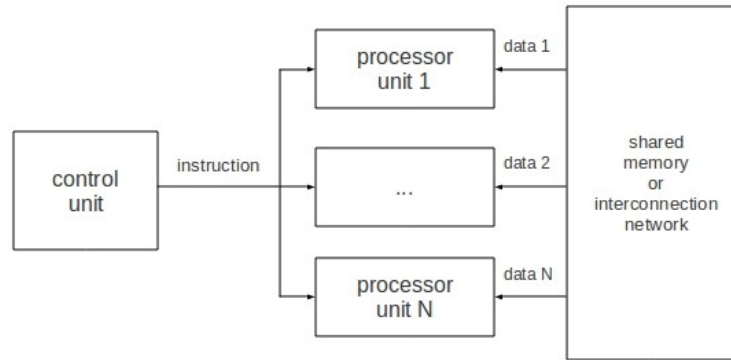 control
unit
instruction
processor
unit 1
...
processor
unit N
data 1
data 2
data N
shared
memory
or
interconnection
network